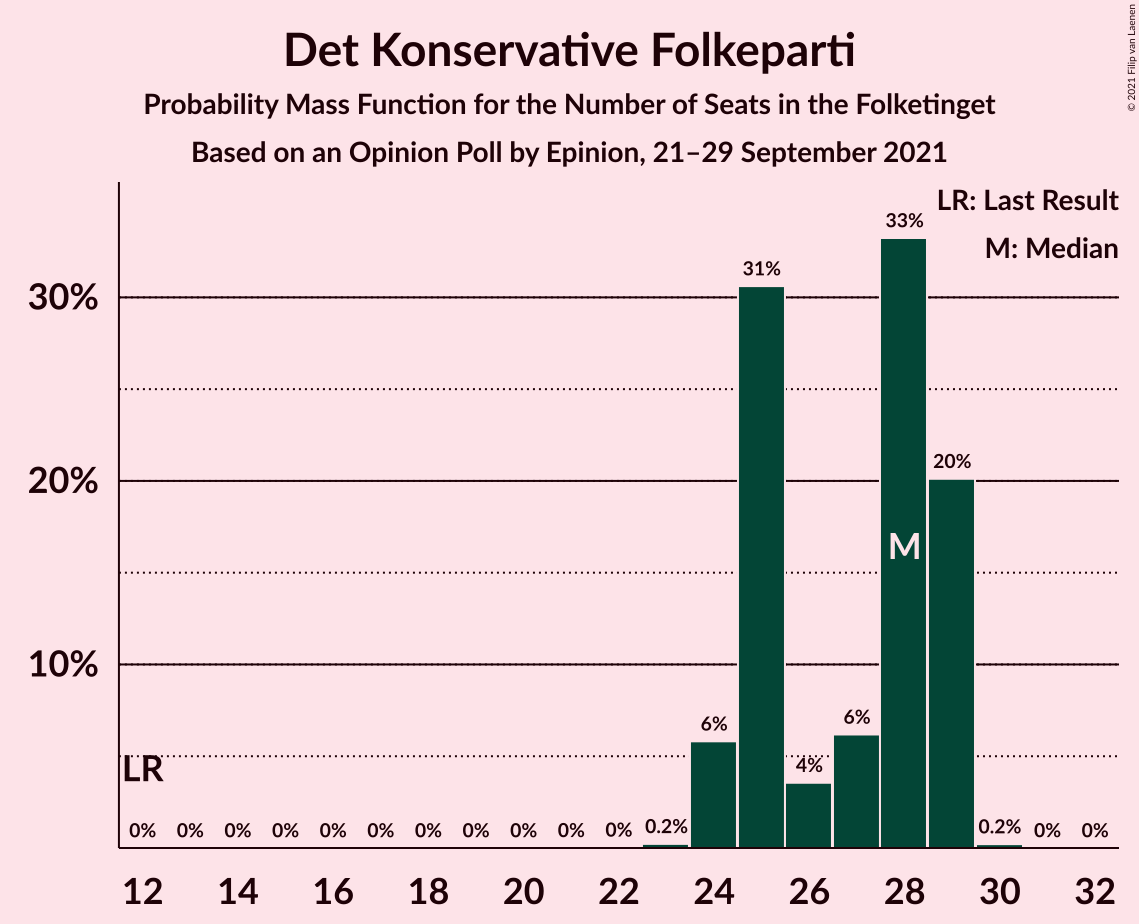 Det Konservative Folkeparti
Probability Mass Function for the Number of Seats in the Folketinget
Based on an Opinion Poll by Epinion, 21–29 September 2021
© 2021 Filip van Laenen
LR: Last Result
M: Median
33%
31%
30%
20%
20%
M
10%
6%
6%
4%
LR
0% 0% 0% 0% 0% 0% 0% 0% 0% 0% 0% 0.2% 0.2% 0% 0%
12 14 16 18 20 22 24 26 28 30 32